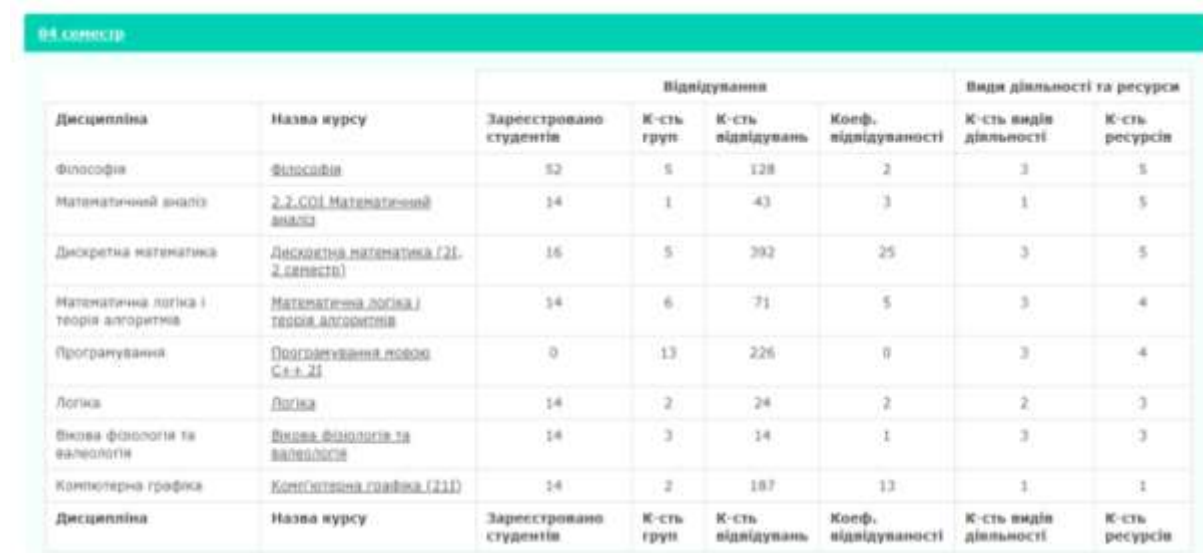 04 семестр
Відвідування Види діяльності та ресурси
Дисципліна Назва курсу Зареєстровано студентів К-сть груп К-сть відвідувань Коеф. відвідуваності К-сть видів діяльності К-сть ресурсів
Філософія Філософія 52 5 128 2 3 5
Математичний аналіз 2.2.СОІ Математичний аналіз 14 1 43 3 1 5
Дискретна математика Дискретна математика (2І, 2 семестр) 16 5 392 25 3 5
Математична логіка і теорія алгоритмів Математична логіка і теорія алгоритмів 14 6 71 5 3 4
Програмування Програмування мовою С++ 2І 0 13 226 0 3 4
Логіка Логіка 14 2 24 2 2 3
Вікова фізіологія та валеологія Вікова фізіологія та валеологія 14 3 14 1 3 3
Комп'ютерна графіка Комп'ютерна графіка (21І) 14 2 187 13 1 1
Дисципліна Назва курсу Зареєстровано студентів К-сть груп К-сть відвідувань Коеф. відвідуваності К-сть видів діяльності К-сть ресурсів